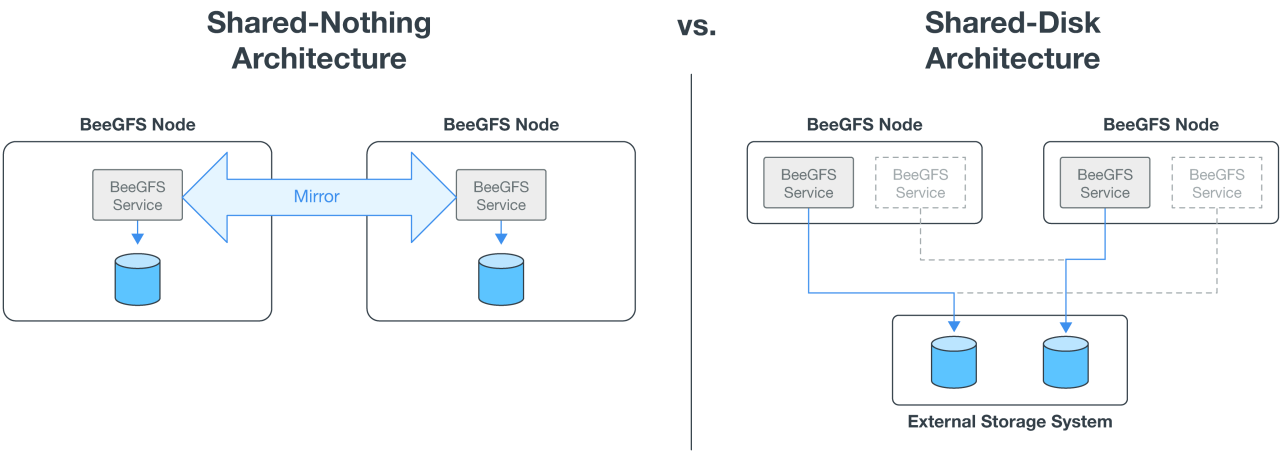 Shared-Nothing
Architecture
vs.
Shared-Disk
Architecture
BeeGFS Node
BeeGFS
Service
Mirror
BeeGFS Node
BeeGFS
Service
BeeGFS Node
BeeGFS
Service
BeeGFS
Service
BeeGFS Node
BeeGFS
Service
BeeGFS
Service
External Storage System